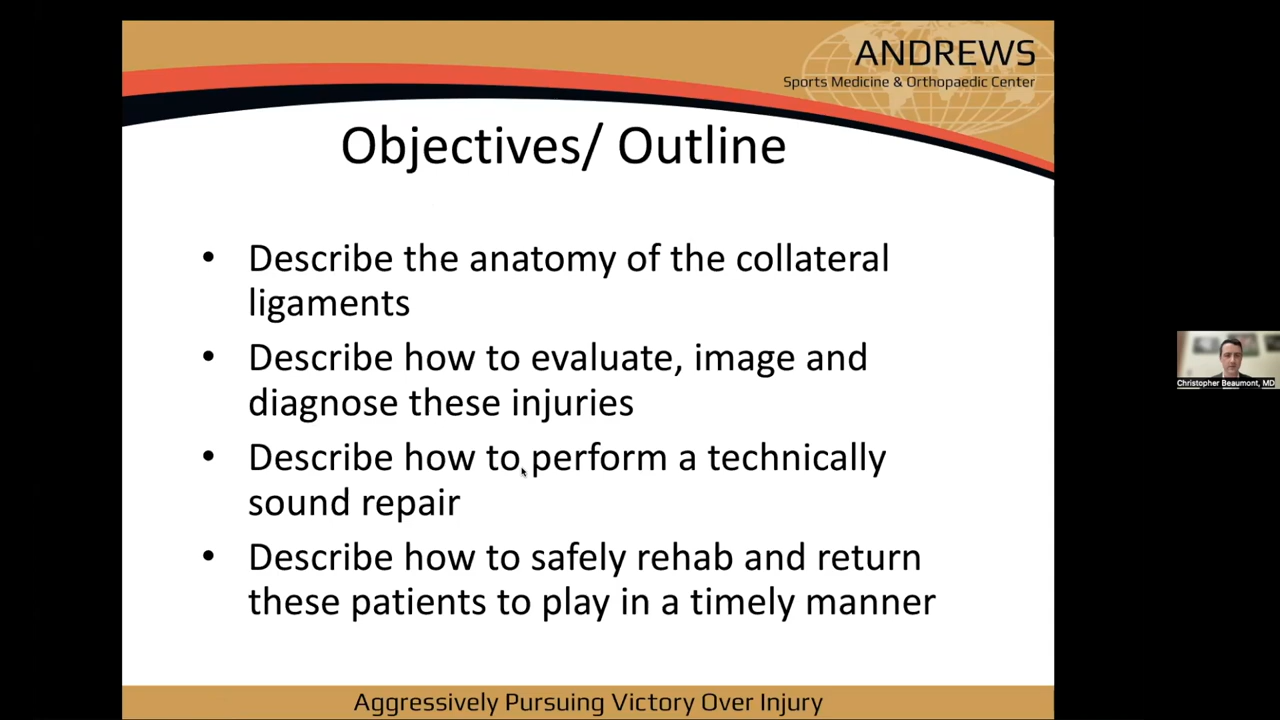 ANDREWS
Sports Medicine & Orthopaedic Center
Objectives/ Outline
• Describe the anatomy of the collateral
ligaments
• Describe how to evaluate, image and
diagnose these injuries
• Describe how to perform a technically
sound repair
• Describe how to safely rehab and return
these patients to play in a timely manner
Christopher Beaumont, MD
Aggressively Pursuing Victory Over Injury